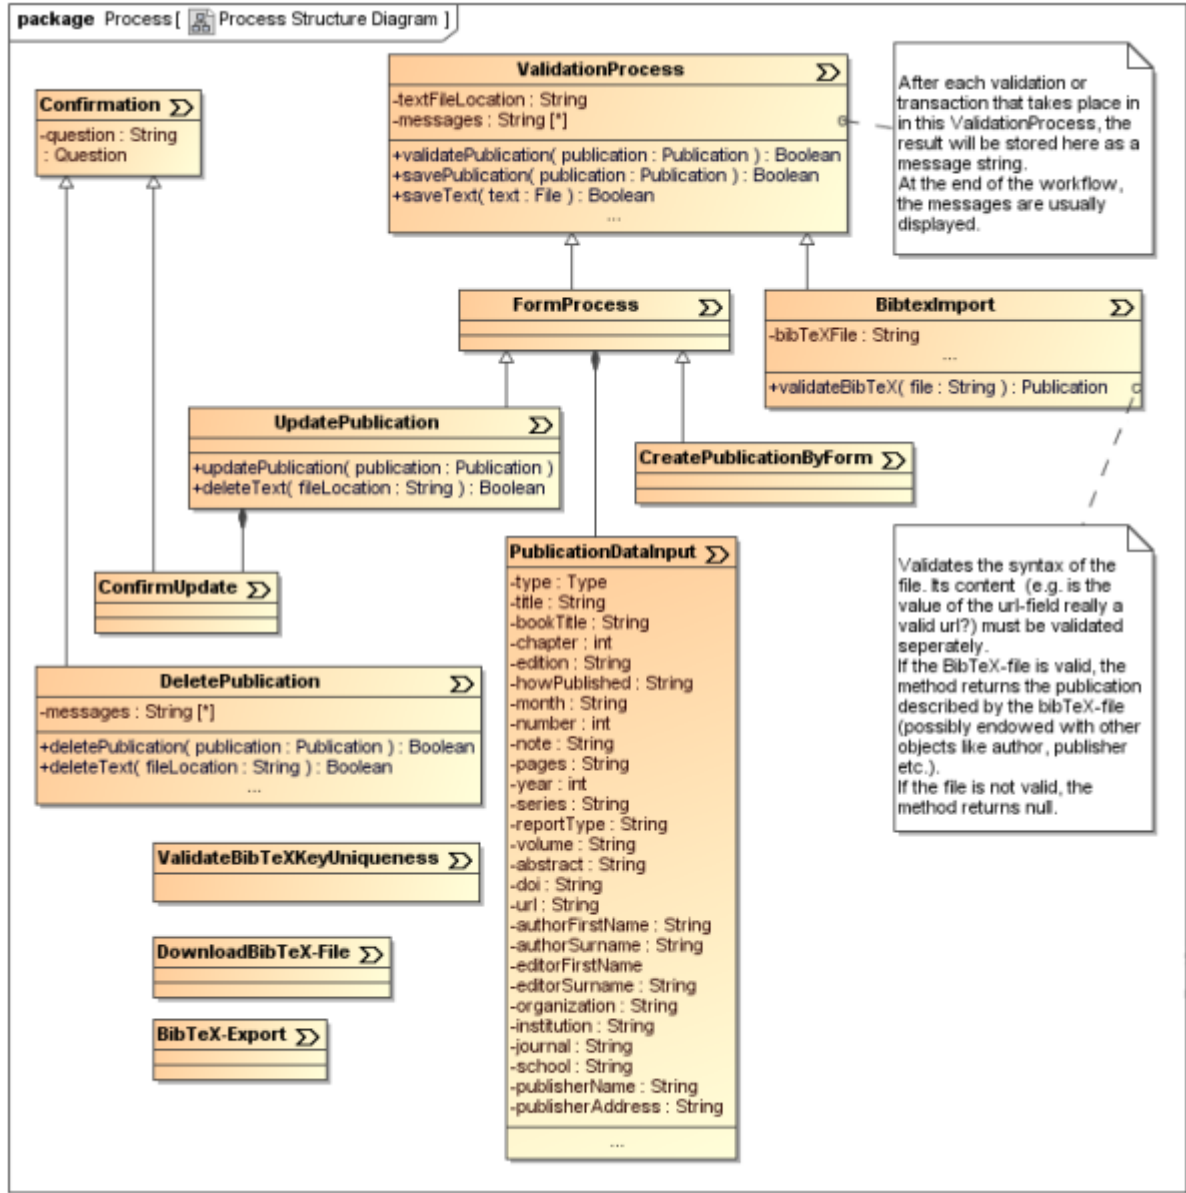 package Process [ Process Structure Diagram ]
Confirmation
-question : String
: Question
ValidationProcess
-textFileLocation : String
-messages : String [*]
+validatePublication( publication : Publication ) : Boolean
+savePublication( publication : Publication ) : Boolean
+saveText( text : File ) : Boolean
...
After each validation or
transaction that takes place in
in this ValidationProcess, the
result will be stored here as a
message string.
At the end of the workflow,
the messages are usually
displayed.
FormProcess
BibtexImport
-bibTeXFile : String
...
+validateBibTeX( file : String ) : Publication
UpdatePublication
+updatePublication( publication : Publication )
+deleteText( fileLocation : String ) : Boolean
CreatePublicationByForm
ConfirmUpdate
PublicationDataInput
-type : Type
-title : String
-bookTitle : String
-chapter : int
-edition : String
-howPublished : String
-month : String
-number : int
-note : String
-pages : String
-year : int
-series : String
-reportType : String
-volume : String
-abstract : String
-doi : String
-url : String
-authorFirstName : String
-authorSurname : String
-editorFirstName
-editorSurname : String
-organization : String
-institution : String
-journal : String
-school : String
-publisherName : String
-publisherAddress : String
...
Validates the syntax of the
file. Its content (e.g. is the
value of the url-field really a
valid url?) must be validated
seperately.
If the BibTeX-file is valid, the
method returns the publication
described by the bibTeX-file
(possibly endowed with other
objects like author, publisher
etc.).
If the file is not valid, the
method returns null.
DeletePublication
-messages : String [*]
+deletePublication( publication : Publication ) : Boolean
+deleteText( fileLocation : String ) : Boolean
...
ValidateBibTeXKeyUniqueness
DownloadBibTeX-File
BibTeX-Export